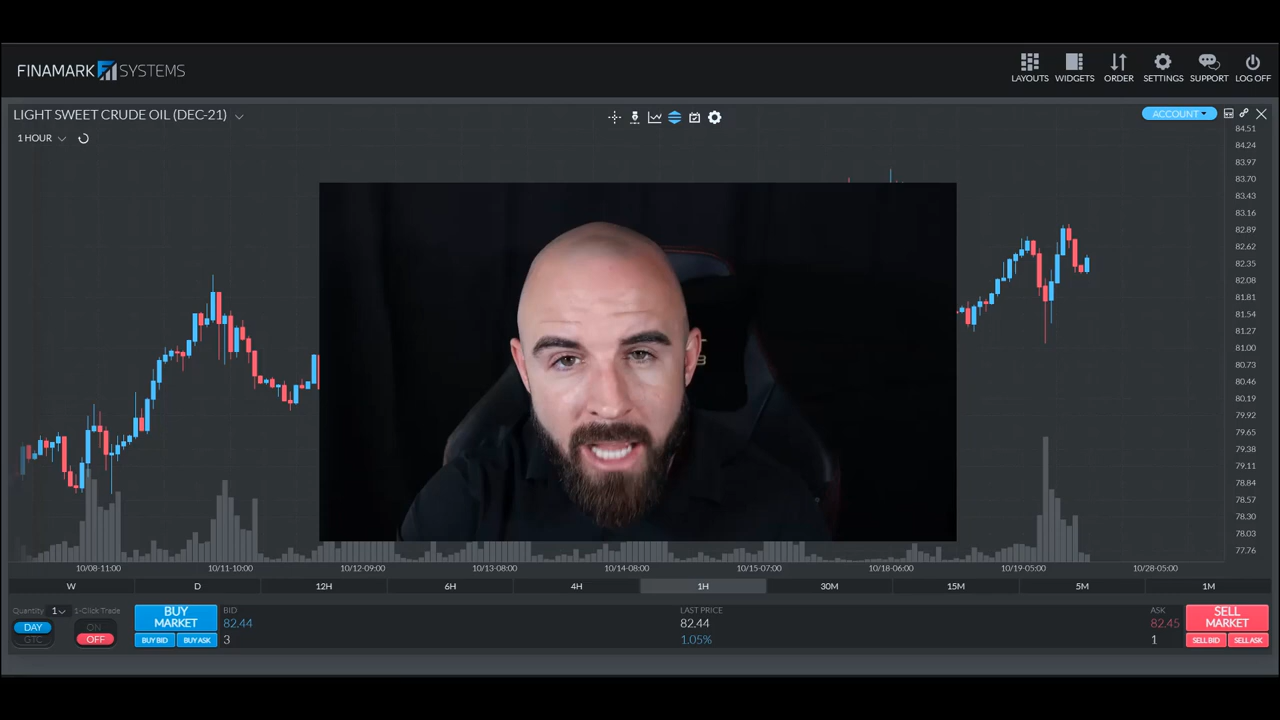 FINAMARK SYSTEMS
LAYOUTS WIDGETS ORDER SETTINGS SUPPORT LOG OFF
LIGHT SWEET CRUDE OIL (DEC-21)
ACCOUNT
1 HOUR
84.51
84.24
83.97
83.70
83.43
83.16
82.89
82.62
82.35
82.08
81.81
81.54
81.27
81.00
80.73
80.46
80.19
79.92
79.65
79.38
79.11
78.84
78.57
78.30
78.03
77.76
10/08-11:00 10/11-10:00 10/12-09:00 10/13-08:00 10/14-08:00 10/15-07:00 10/18-06:00 10/19-05:00 10/28-05:00
W D 12H 6H 4H 1H 30M 15M 5M 1M
Quantity 1 1-Click Trade BUY MARKET BID LAST PRICE ASK SELL MARKET
DAY ON 82.44 82.44 82.45
GTC OFF BUY BID BUY ASK 3 1.05% 1 SELL BID SELL ASK